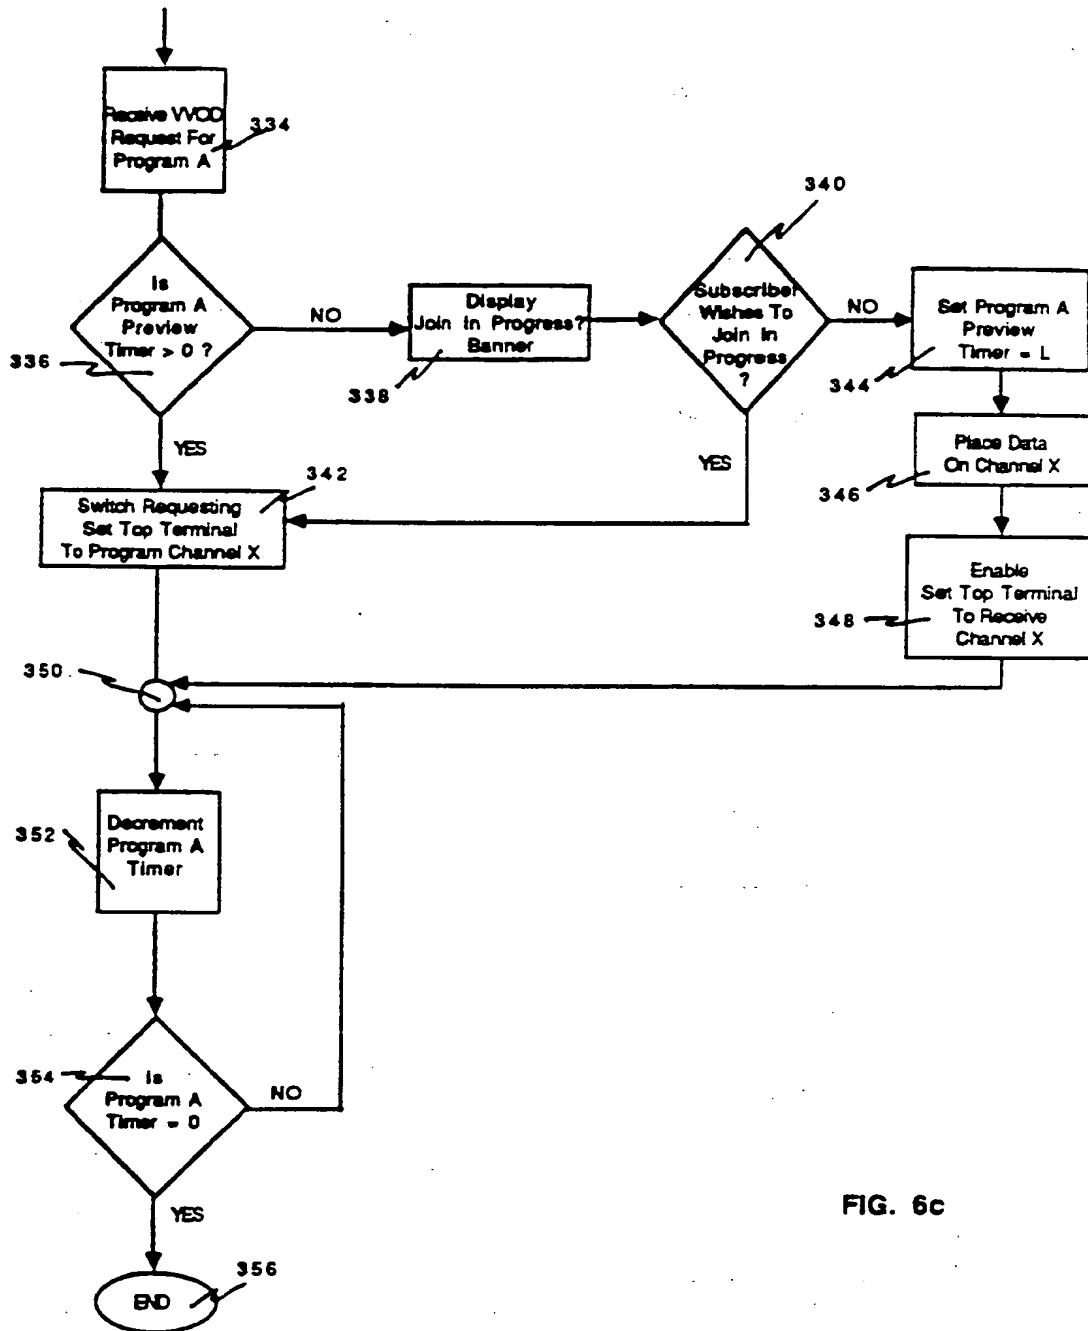 Receive VVOD
Request For
Program A
334
Is
Program A
Preview
Timer > 0 ?
336
NO
YES
Display
Join In Progress?
Banner
338
340
Subscriber
Wishes To
Join In
Progress
?
NO
YES
Set Program A
Preview
Timer = L
344
Place Data
On Channel X
346
Enable
Set Top Terminal
To Receive
Channel X
348
342
Switch Requesting
Set Top Terminal
To Program Channel X
350
Decrement
Program A
Timer
352
354
Is
Program A
Timer = 0
NO
YES
END
356
FIG. 6c